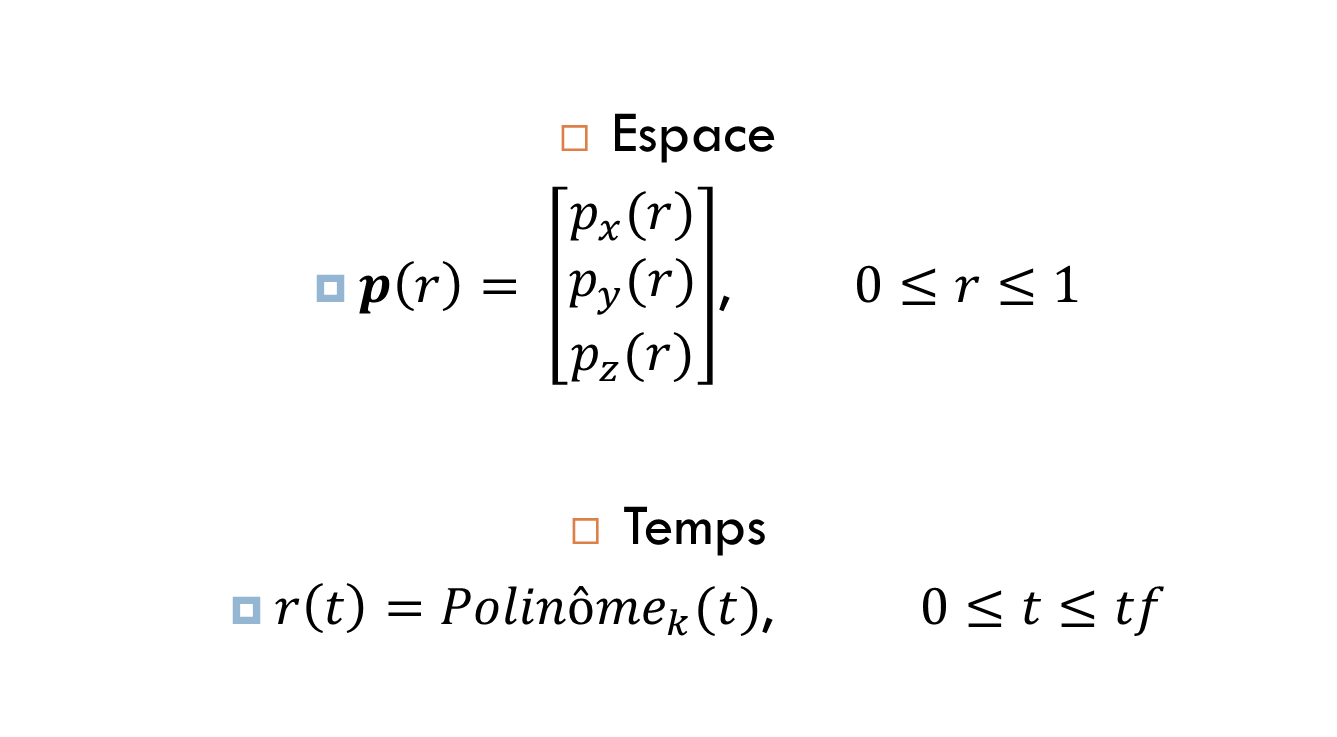 Espace
𝒑(r) = [p_x(r)
p_y(r)
p_z(r)], 0 ≤ r ≤ 1
Temps
r(t) = Polinôme_k(t), 0 ≤ t ≤ tf